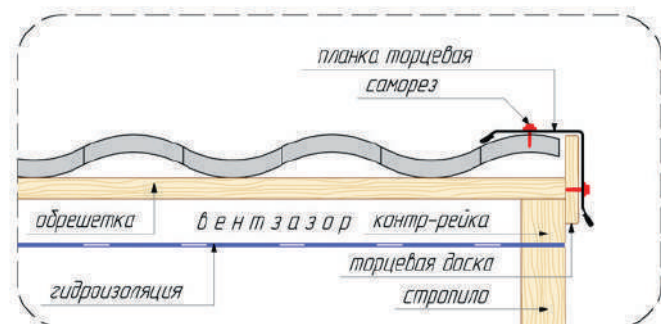 планка торцевая
саморез
обрешетка
вентзазор
контр-рейка
торцевая доска
гидроизоляция
стропило